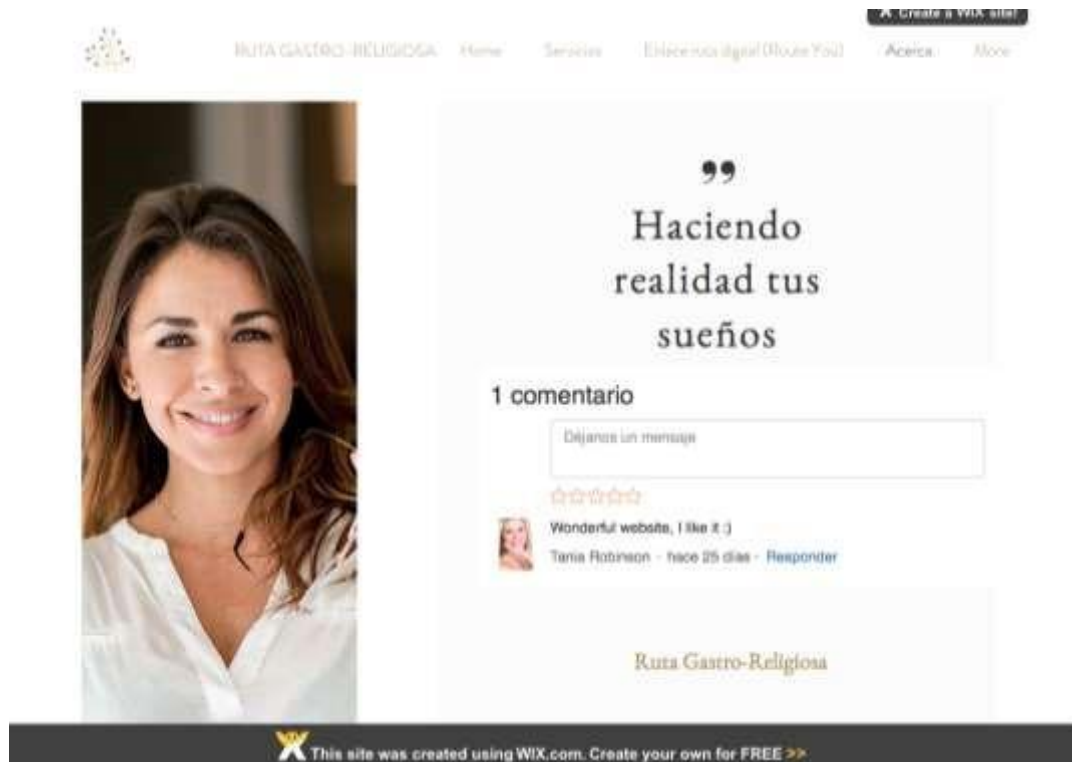 X Create a WIX site!
RUTA GASTRO-RELIGIOSA Home Servicios Enlace ruta digital (Route You) Acerca More
❟❟
Haciendo
realidad tus
sueños
1 comentario
Déjanos un mensaje
Wonderful website, I like it :)
Tania Robinson - hace 25 días - Responder
Ruta Gastro-Religiosa
This site was created using WIX.com. Create your own for FREE >>